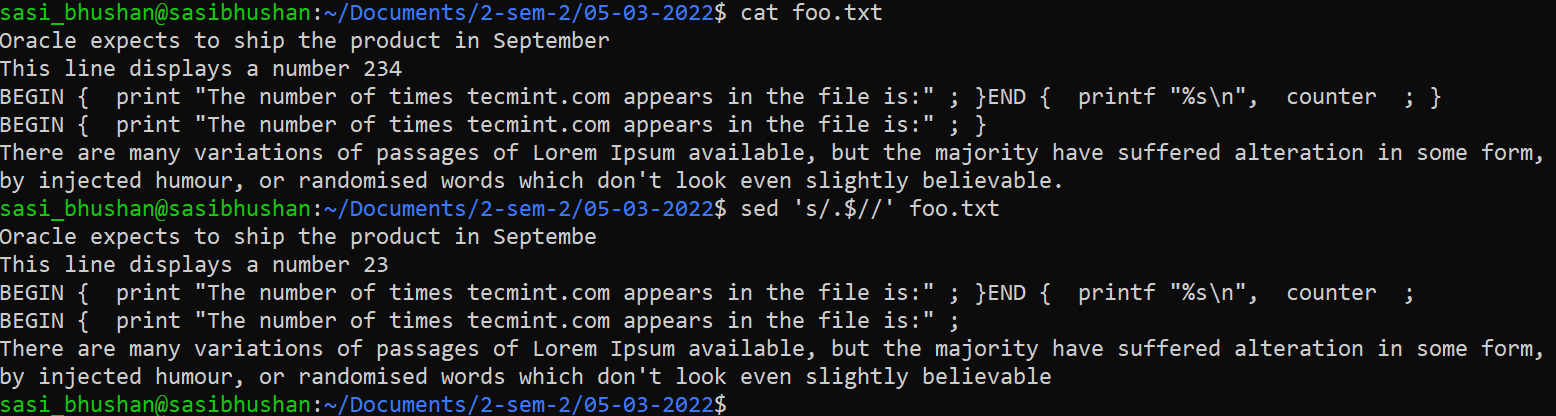 sasi_bhushan@sasibhushan:~/Documents/2-sem-2/05-03-2022$ cat foo.txt
Oracle expects to ship the product in September
This line displays a number 234
BEGIN {  print "The number of times tecmint.com appears in the file is:" ; }END {  printf "%s\n",  counter  ; }
BEGIN {  print "The number of times tecmint.com appears in the file is:" ; }
There are many variations of passages of Lorem Ipsum available, but the majority have suffered alteration in some form,
by injected humour, or randomised words which don't look even slightly believable.
sasi_bhushan@sasibhushan:~/Documents/2-sem-2/05-03-2022$ sed 's/.$//' foo.txt
Oracle expects to ship the product in Septembe
This line displays a number 23
BEGIN {  print "The number of times tecmint.com appears in the file is:" ; }END {  printf "%s\n",  counter  ;
BEGIN {  print "The number of times tecmint.com appears in the file is:" ;
There are many variations of passages of Lorem Ipsum available, but the majority have suffered alteration in some form,
by injected humour, or randomised words which don't look even slightly believable
sasi_bhushan@sasibhushan:~/Documents/2-sem-2/05-03-2022$